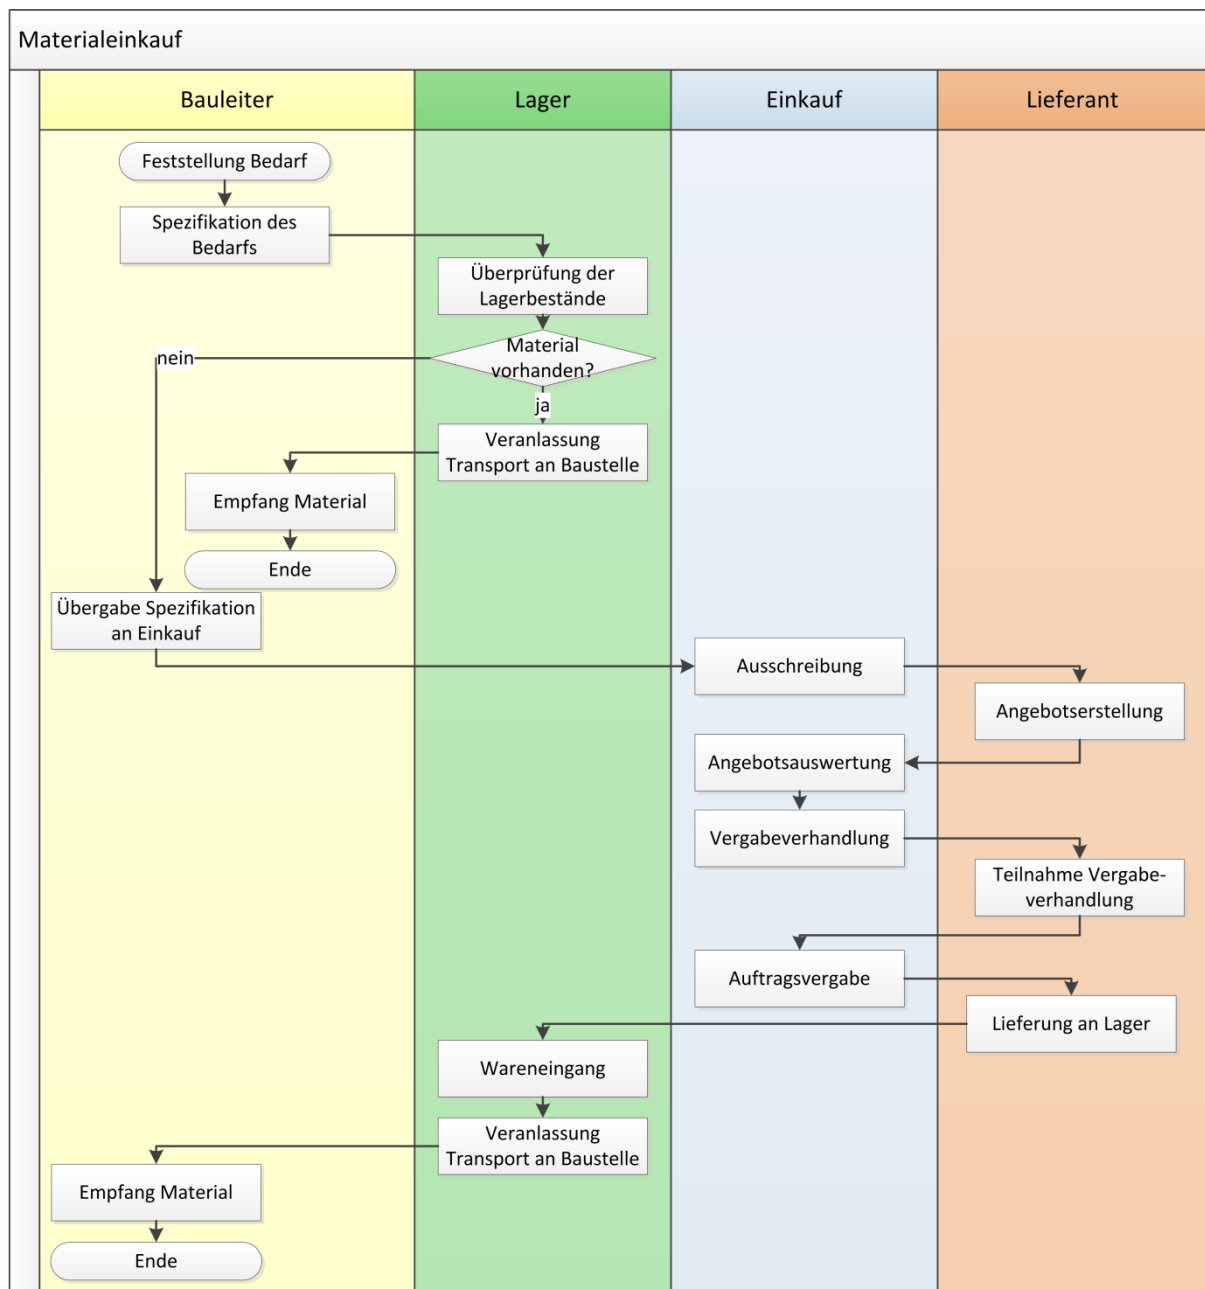 Materialeinkauf
Bauleiter
Lager
Einkauf
Lieferant
Feststellung Bedarf
Spezifikation des
Bedarfs
Überprüfung der
Lagerbestände
Material
vorhanden?
nein
ja
Veranlassung
Transport an Baustelle
Empfang Material
Ende
Übergabe Spezifikation
an Einkauf
Ausschreibung
Angebotserstellung
Angebotsauswertung
Vergabeverhandlung
Teilnahme Vergabe-
verhandlung
Auftragsvergabe
Lieferung an Lager
Wareneingang
Veranlassung
Transport an Baustelle
Empfang Material
Ende